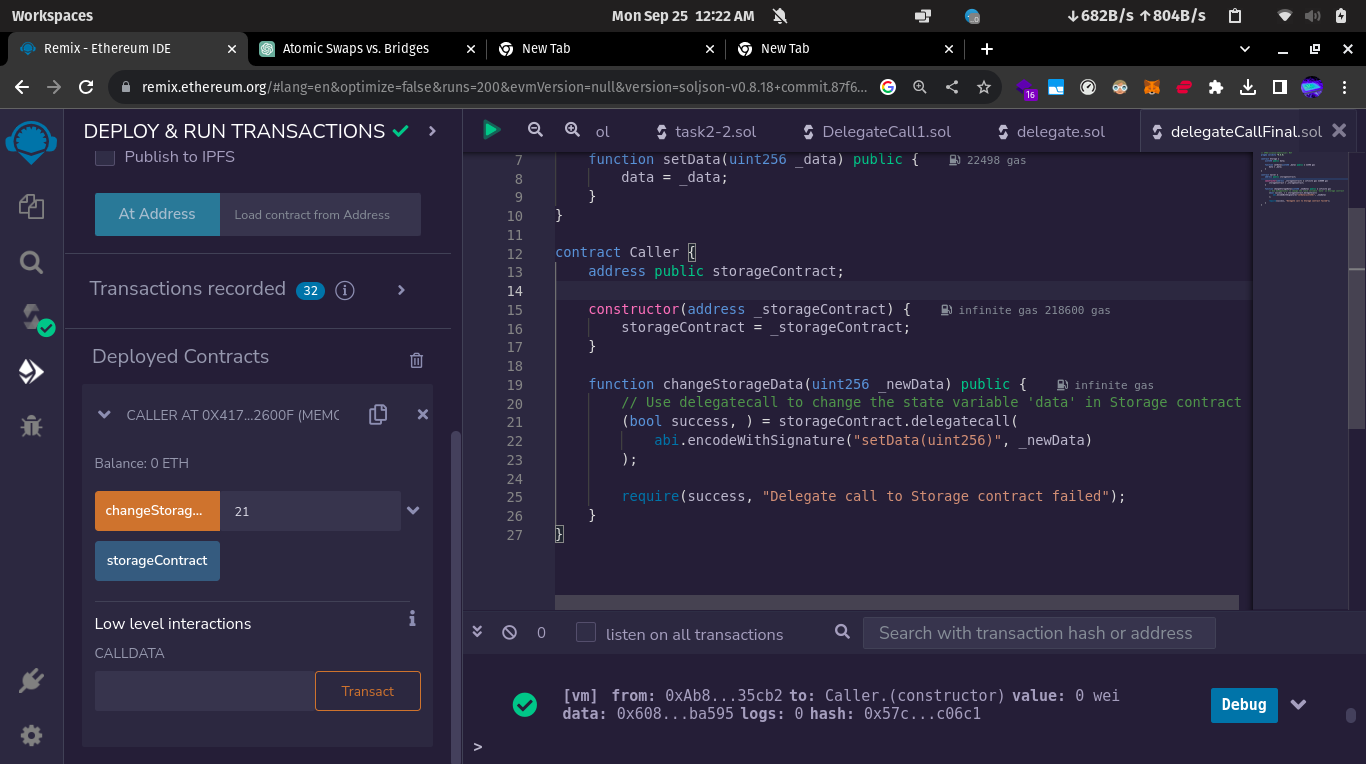 Workspaces
Mon Sep 25 12:22 AM
↓682B/s ↑804B/s
Remix - Ethereum IDE
Atomic Swaps vs. Bridges
New Tab
New Tab
remix.ethereum.org/#lang=en&optimize=false&runs=200&evmVersion=null&version=soljson-v0.8.18+commit.87f6...
16
DEPLOY & RUN TRANSACTIONS
Publish to IPFS
At Address
Load contract from Address
Transactions recorded 32
Deployed Contracts
CALLER AT 0X417...2600F (MEMO
Balance: 0 ETH
changeStorag...
21
storageContract
Low level interactions
CALLDATA
Transact
ol
task2-2.sol
DelegateCall1.sol
delegate.sol
delegateCallFinal.sol
7 function setData(uint256 _data) public { 22498 gas
8 data = _data;
9 }
10 }
11
12 contract Caller {
13 address public storageContract;
14
15 constructor(address _storageContract) { infinite gas 218600 gas
16 storageContract = _storageContract;
17 }
18
19 function changeStorageData(uint256 _newData) public { infinite gas
20 // Use delegatecall to change the state variable 'data' in Storage contract
21 (bool success, ) = storageContract.delegatecall(
22 abi.encodeWithSignature("setData(uint256)", _newData)
23 );
24
25 require(success, "Delegate call to Storage contract failed");
26 }
27 }
0
listen on all transactions
Search with transaction hash or address
[vm] from: 0xAb8...35cb2 to: Caller.(constructor) value: 0 wei
data: 0x608...ba595 logs: 0 hash: 0x57c...c06c1
Debug
>